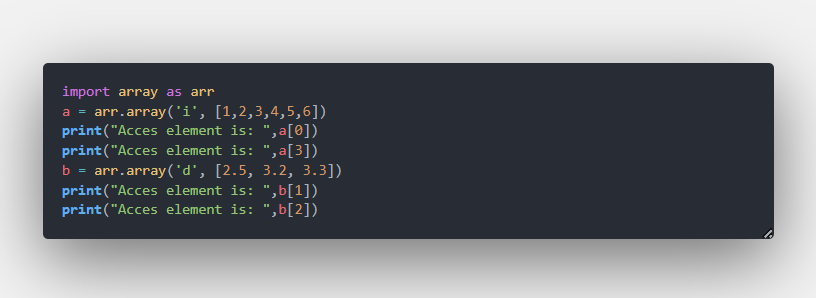 import array as arr
a = arr.array('i', [1,2,3,4,5,6])
print("Acces element is: ",a[0])
print("Acces element is: ",a[3])
b = arr.array('d', [2.5, 3.2, 3.3])
print("Acces element is: ",b[1])
print("Acces element is: ",b[2])